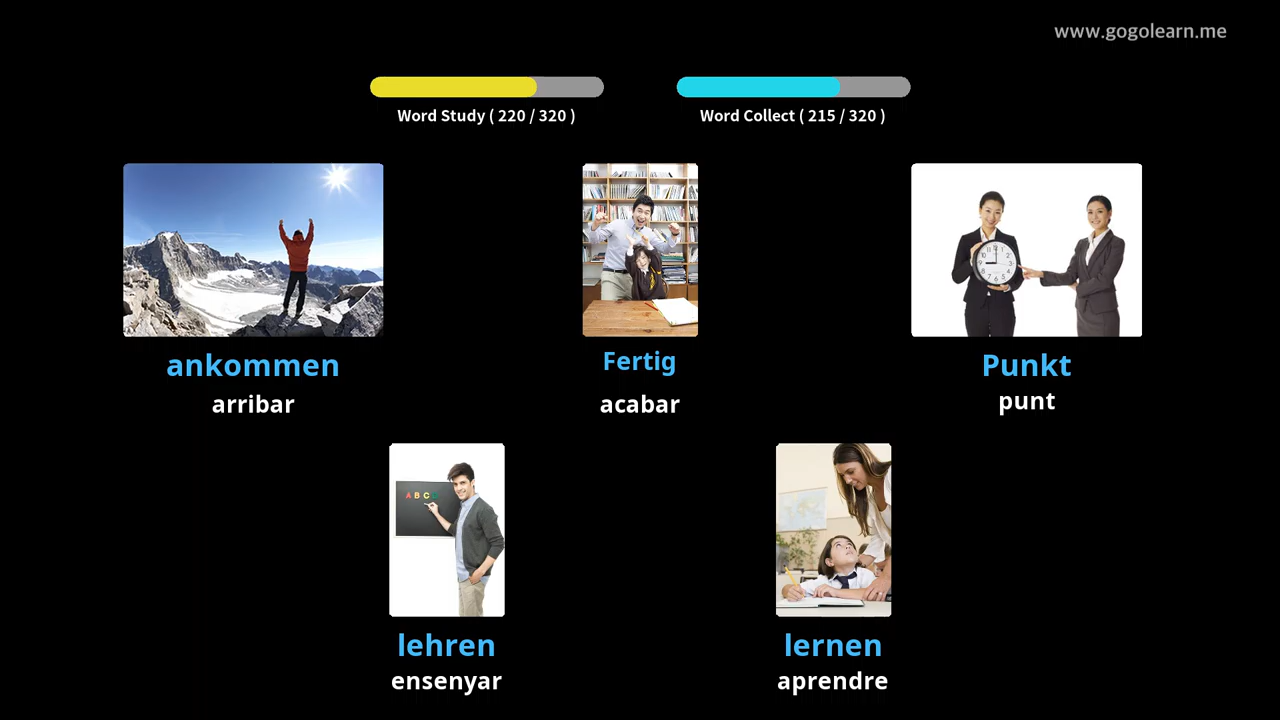 www.gogolearn.me
Word Study ( 220 / 320 )
Word Collect ( 215 / 320 )
ankommen
arribar
Fertig
acabar
Punkt
punt
A B C D
lehren
ensenyar
lernen
aprendre